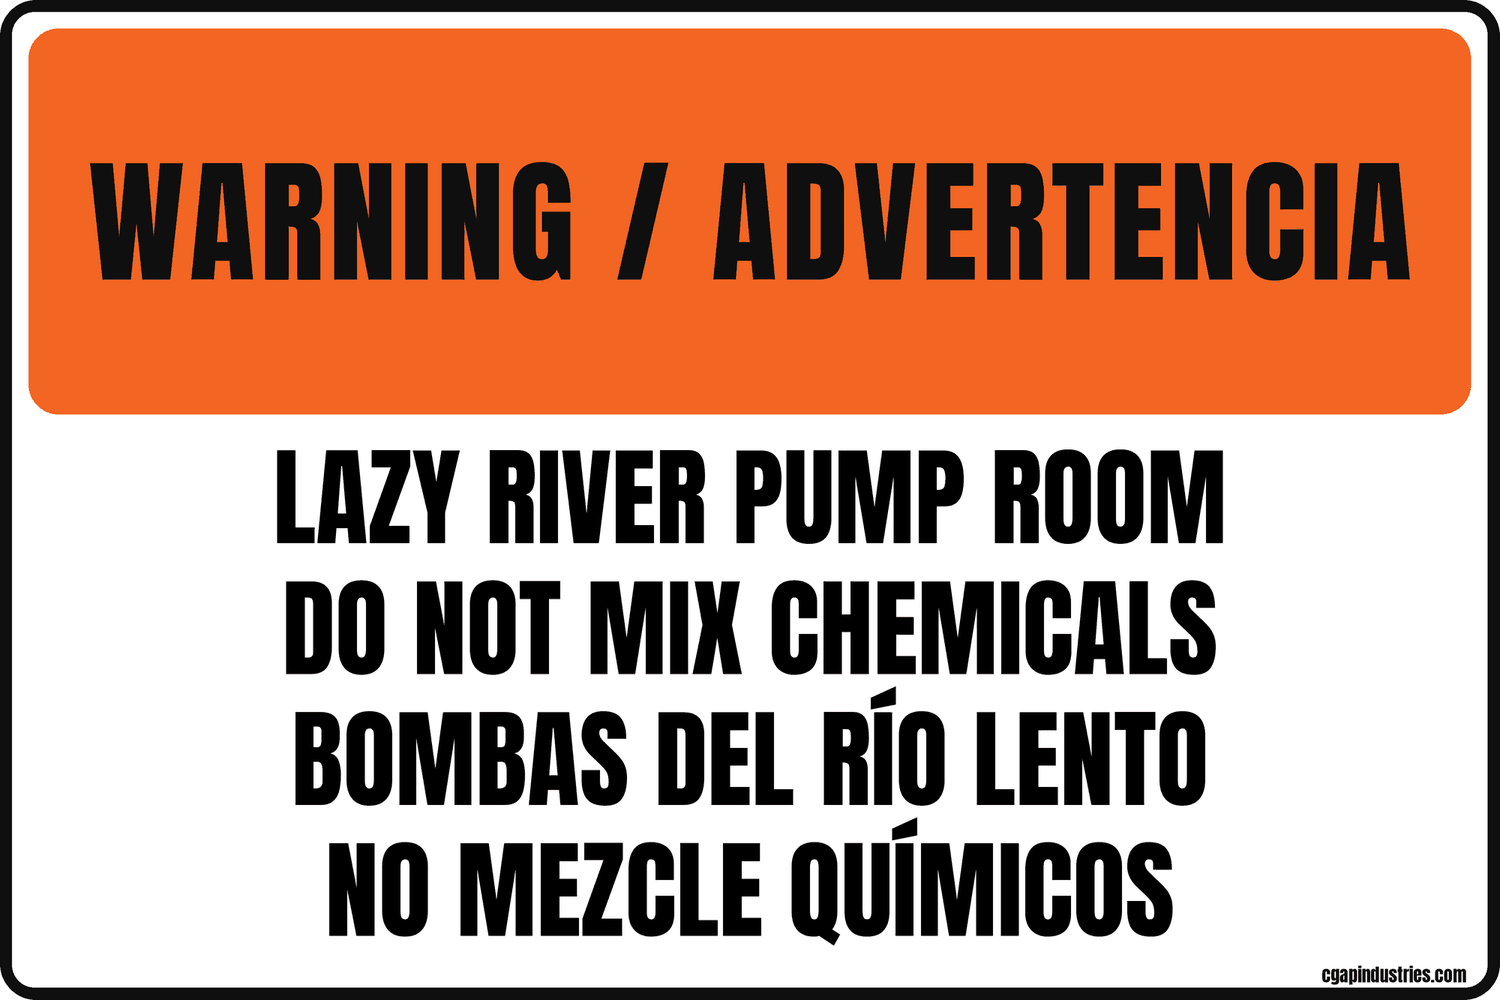 WARNING / ADVERTENCIA
LAZY RIVER PUMP ROOM
DO NOT MIX CHEMICALS
BOMBAS DEL RÍO LENTO
NO MEZCLE QUÍMICOS
cgapindustries.com